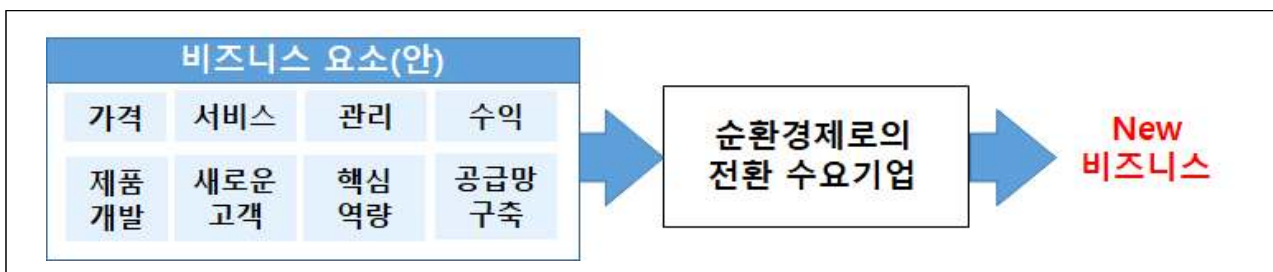 비즈니스 요소(안)
가격 서비스 관리 수익
제품 새로운 핵심 공급망
개발 고객 역량 구축
순환경제로의
전환 수요기업
New
비즈니스